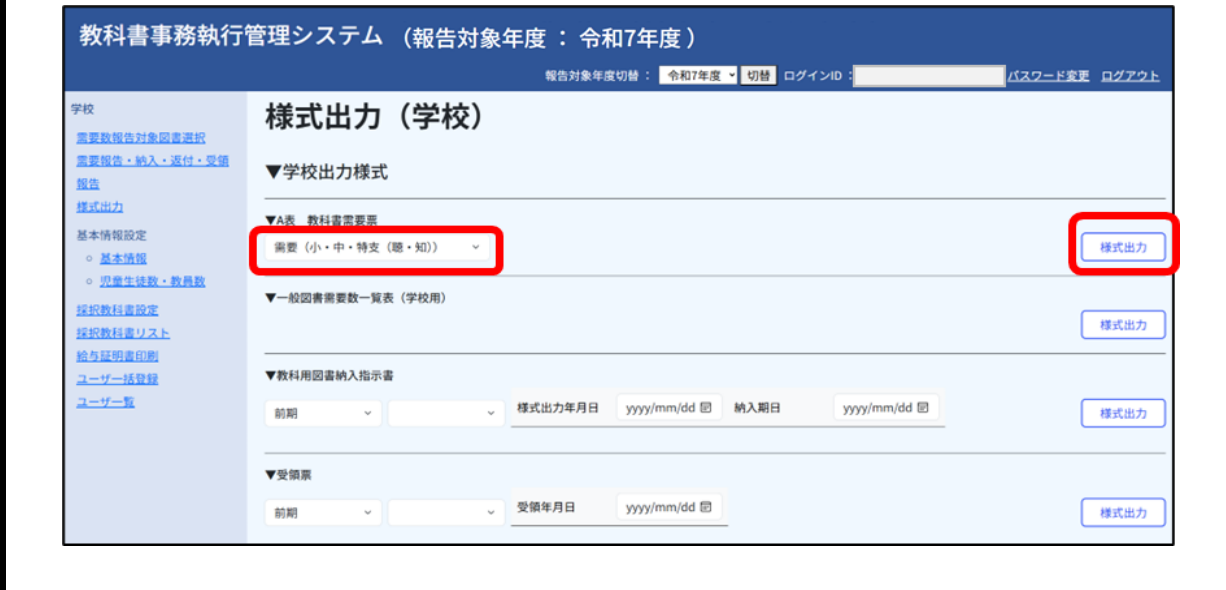 教科書事務執行管理システム (報告対象年度 : 令和7年度)
報告対象年度切替 : 令和7年度 切替 ログインID : パスワード変更 ログアウト
学校
需要数報告対象図書選択
需要報告・納入・返付・受領
報告
様式出力
基本情報設定
基本情報
児童生徒数・教員数
採択教科書設定
採択教科書リスト
給与証明書印刷
ユーザー括登録
ユーザ一覧
様式出力（学校）
▼学校出力様式
▼A表 教科書需要票
需要（小・中・特支（聴・知）） 様式出力
▼一般図書需要数一覧表（学校用）
様式出力
▼教科用図書納入指示書
前期 様式出力年月日 yyyy/mm/dd 納入期日 yyyy/mm/dd 様式出力
▼受領票
前期 受領年月日 yyyy/mm/dd 様式出力